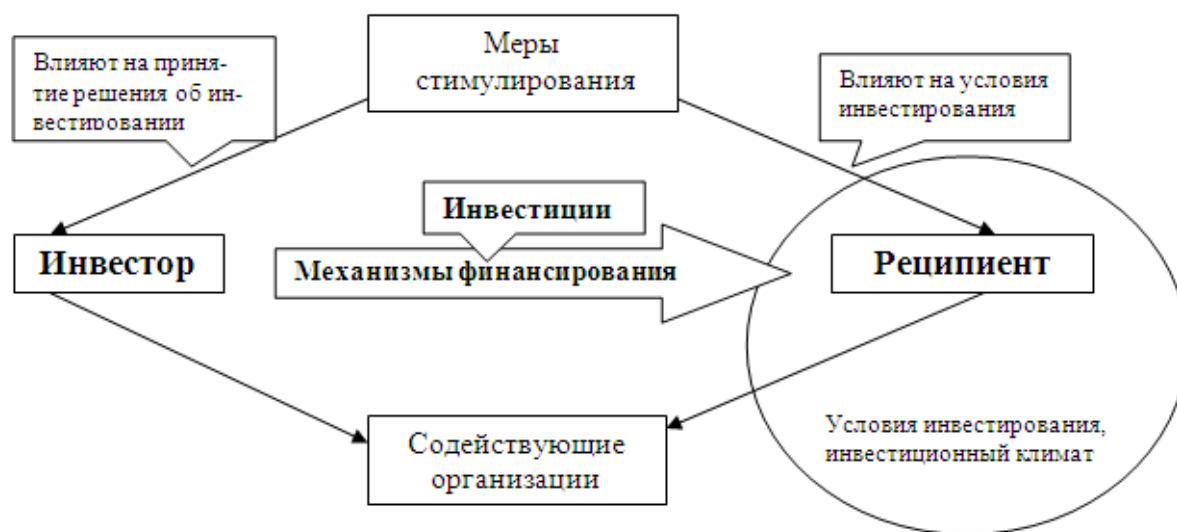 Меры
стимулирования
Влияют на приня-
тие решения об ин-
вестировании
Влияют на условия
инвестирования
Инвестиции
Инвестор
Механизмы финансирования
Реципиент
Содействующие
организации
Условия инвестирования,
инвестиционный климат